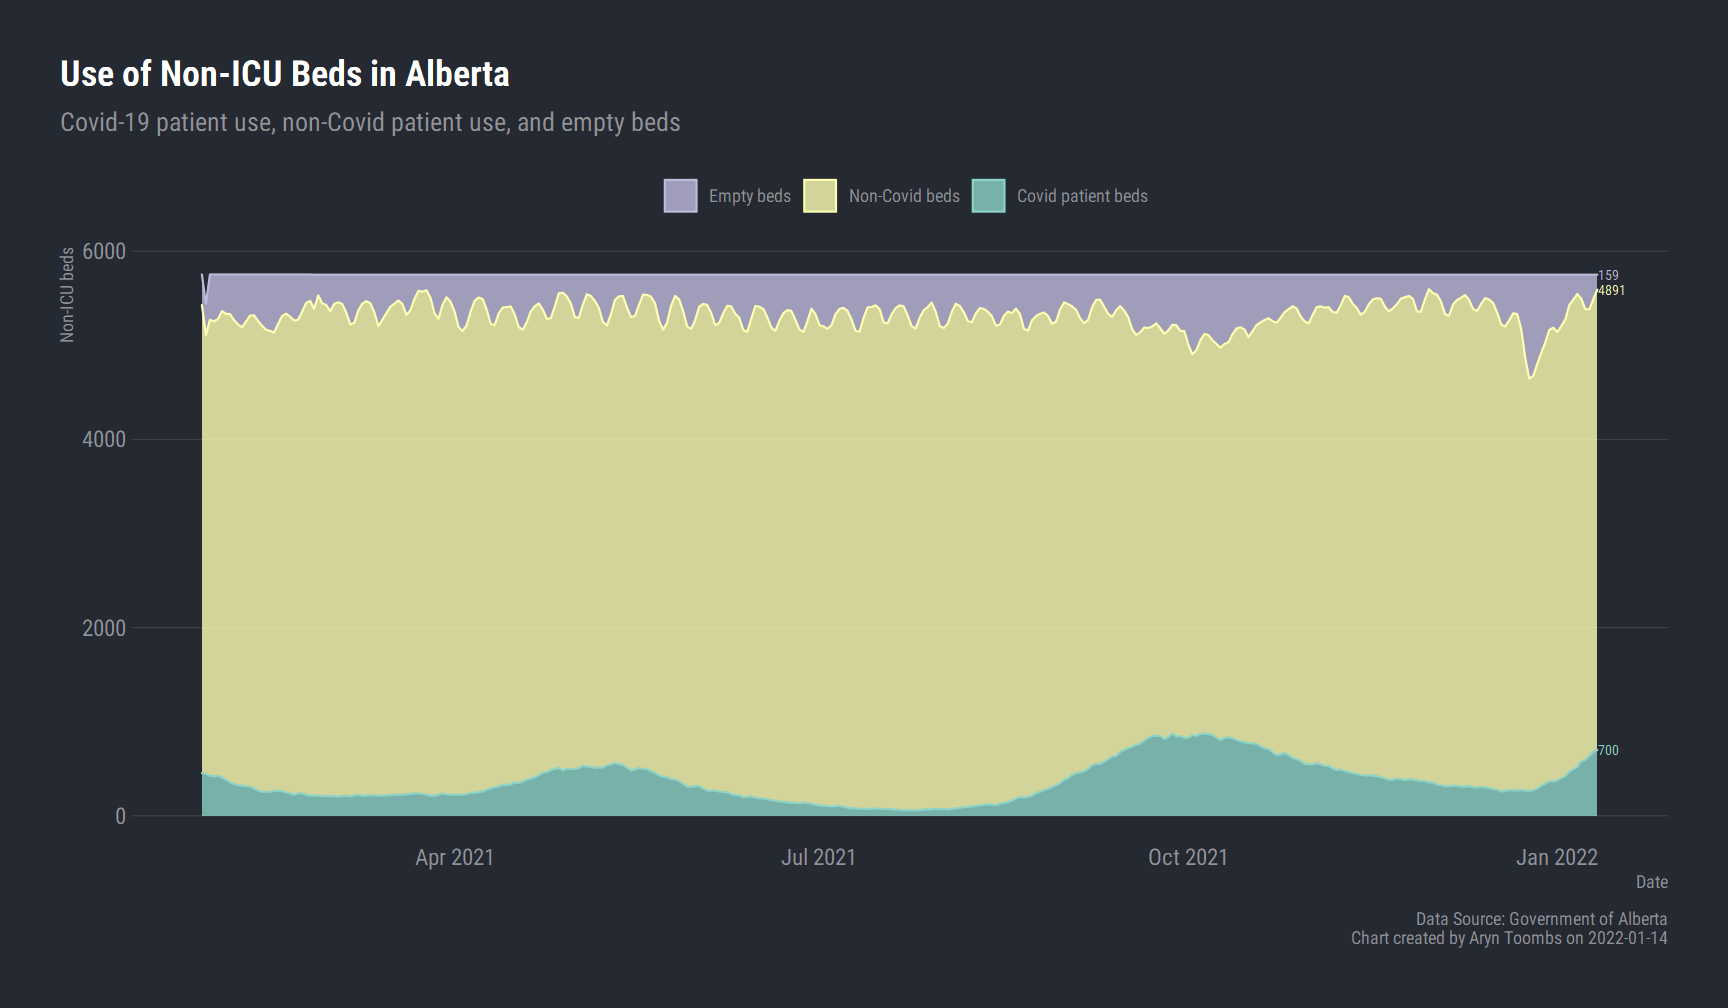 Use of Non-ICU Beds in Alberta
Covid-19 patient use, non-Covid patient use, and empty beds
Empty beds
Non-Covid beds
Covid patient beds
Non-ICU beds
6000
4000
2000
0
159
4891
700
Apr 2021
Jul 2021
Oct 2021
Jan 2022
Date
Data Source: Government of Alberta
Chart created by Aryn Toombs on 2022-01-14